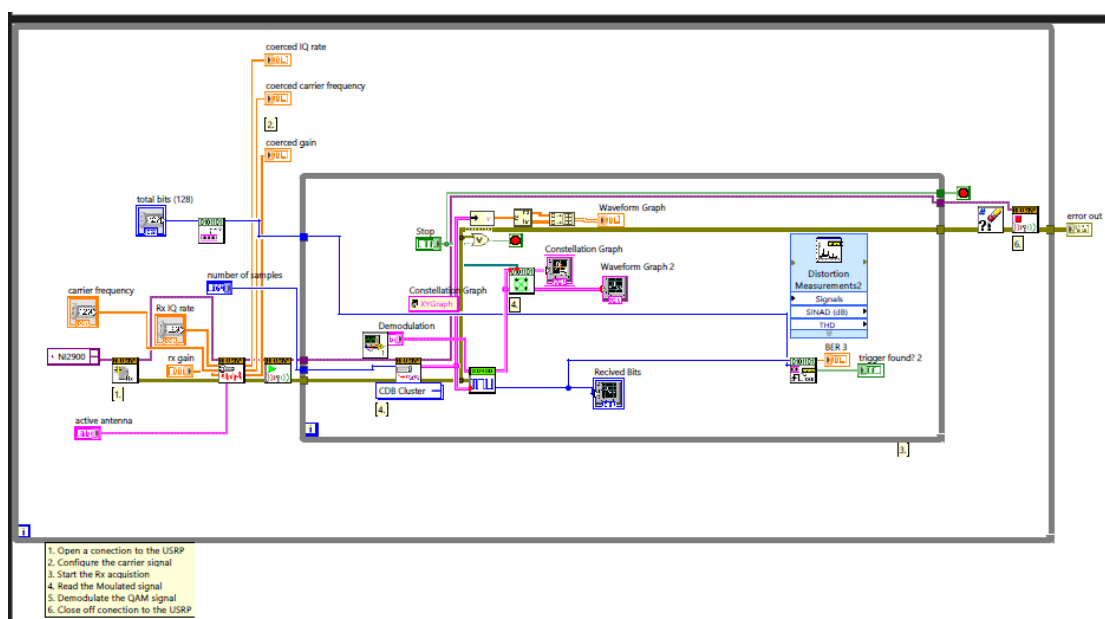 coerced IQ rate
coerced carrier frequency
[2.]
coerced gain
total bits (128)
Waveform Graph
Stop
error out
[6.]
Constellation Graph
Waveform Graph 2
number of samples
Constellation Graph
XYGraph
[4.]
Distortion
Measurements2
Signals
SINAD (dB)
THD
carrier frequency
Rx IQ rate
Demodulation
NI2900
rx gain
BER 3
trigger found? 2
[1.]
CDB Cluster
[4.]
Recived Bits
active antenna
[3.]
1. Open a conection to the USRP
2. Configure the carrier signal
3. Start the Rx acquistion
4. Read the Moulated signal
5. Demodulate the QAM signal
6. Close off conection to the USRP